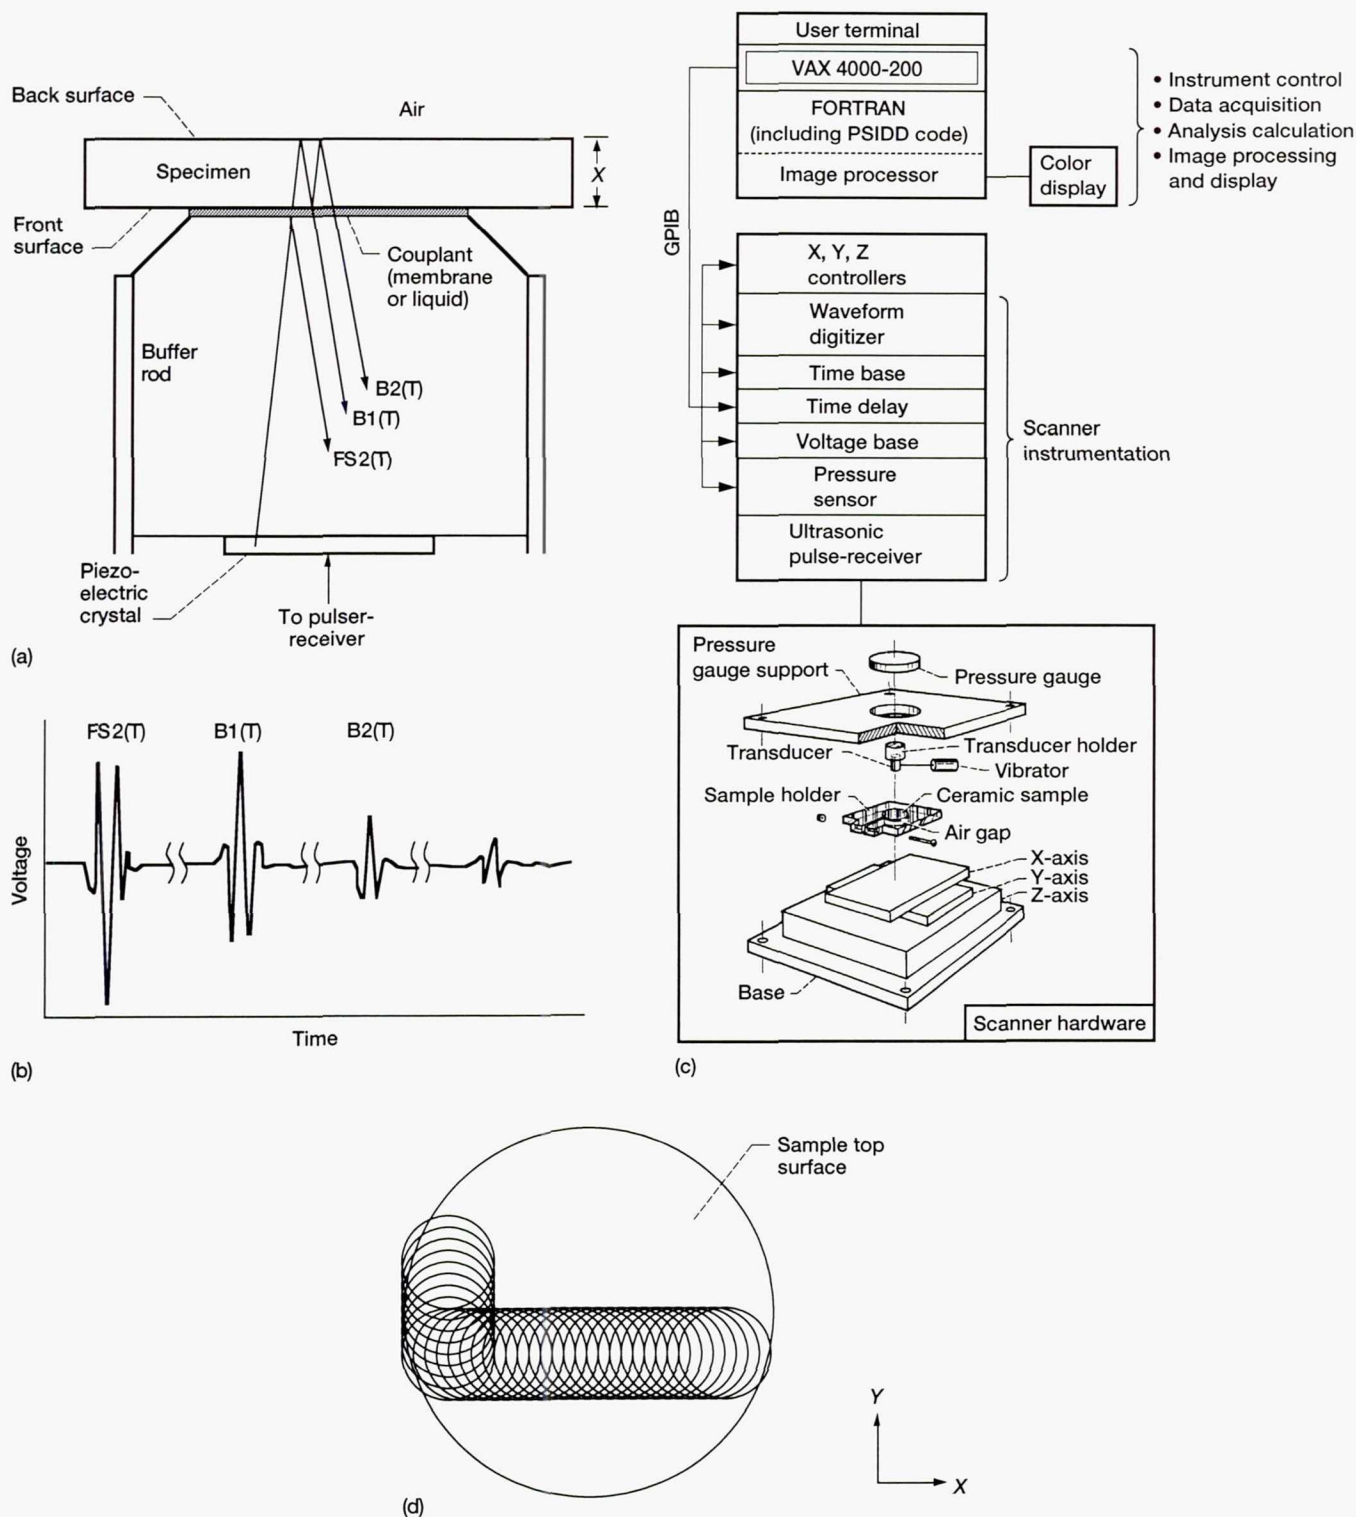 Back surface
Air
Specimen
X
Front
surface
Couplant
(membrane
or liquid)
Buffer
rod
B2(T)
B1(T)
FS2(T)
Piezo-
electric
crystal
To pulser-
receiver
(a)
FS2(T)
B1(T)
B2(T)
Voltage
Time
(b)
User terminal
VAX 4000-200
FORTRAN
(including PSIDD code)
Image processor
Color
display
• Instrument control
• Data acquisition
• Analysis calculation
• Image processing
and display
GPIB
X, Y, Z
controllers
Waveform
digitizer
Time base
Time delay
Voltage base
Pressure
sensor
Ultrasonic
pulse-receiver
Scanner
instrumentation
Pressure
gauge support
Pressure gauge
Transducer
Transducer holder
Vibrator
Sample holder
Ceramic sample
Air gap
X-axis
Y-axis
Z-axis
Base
Scanner hardware
(c)
Sample top
surface
Y
X
(d)